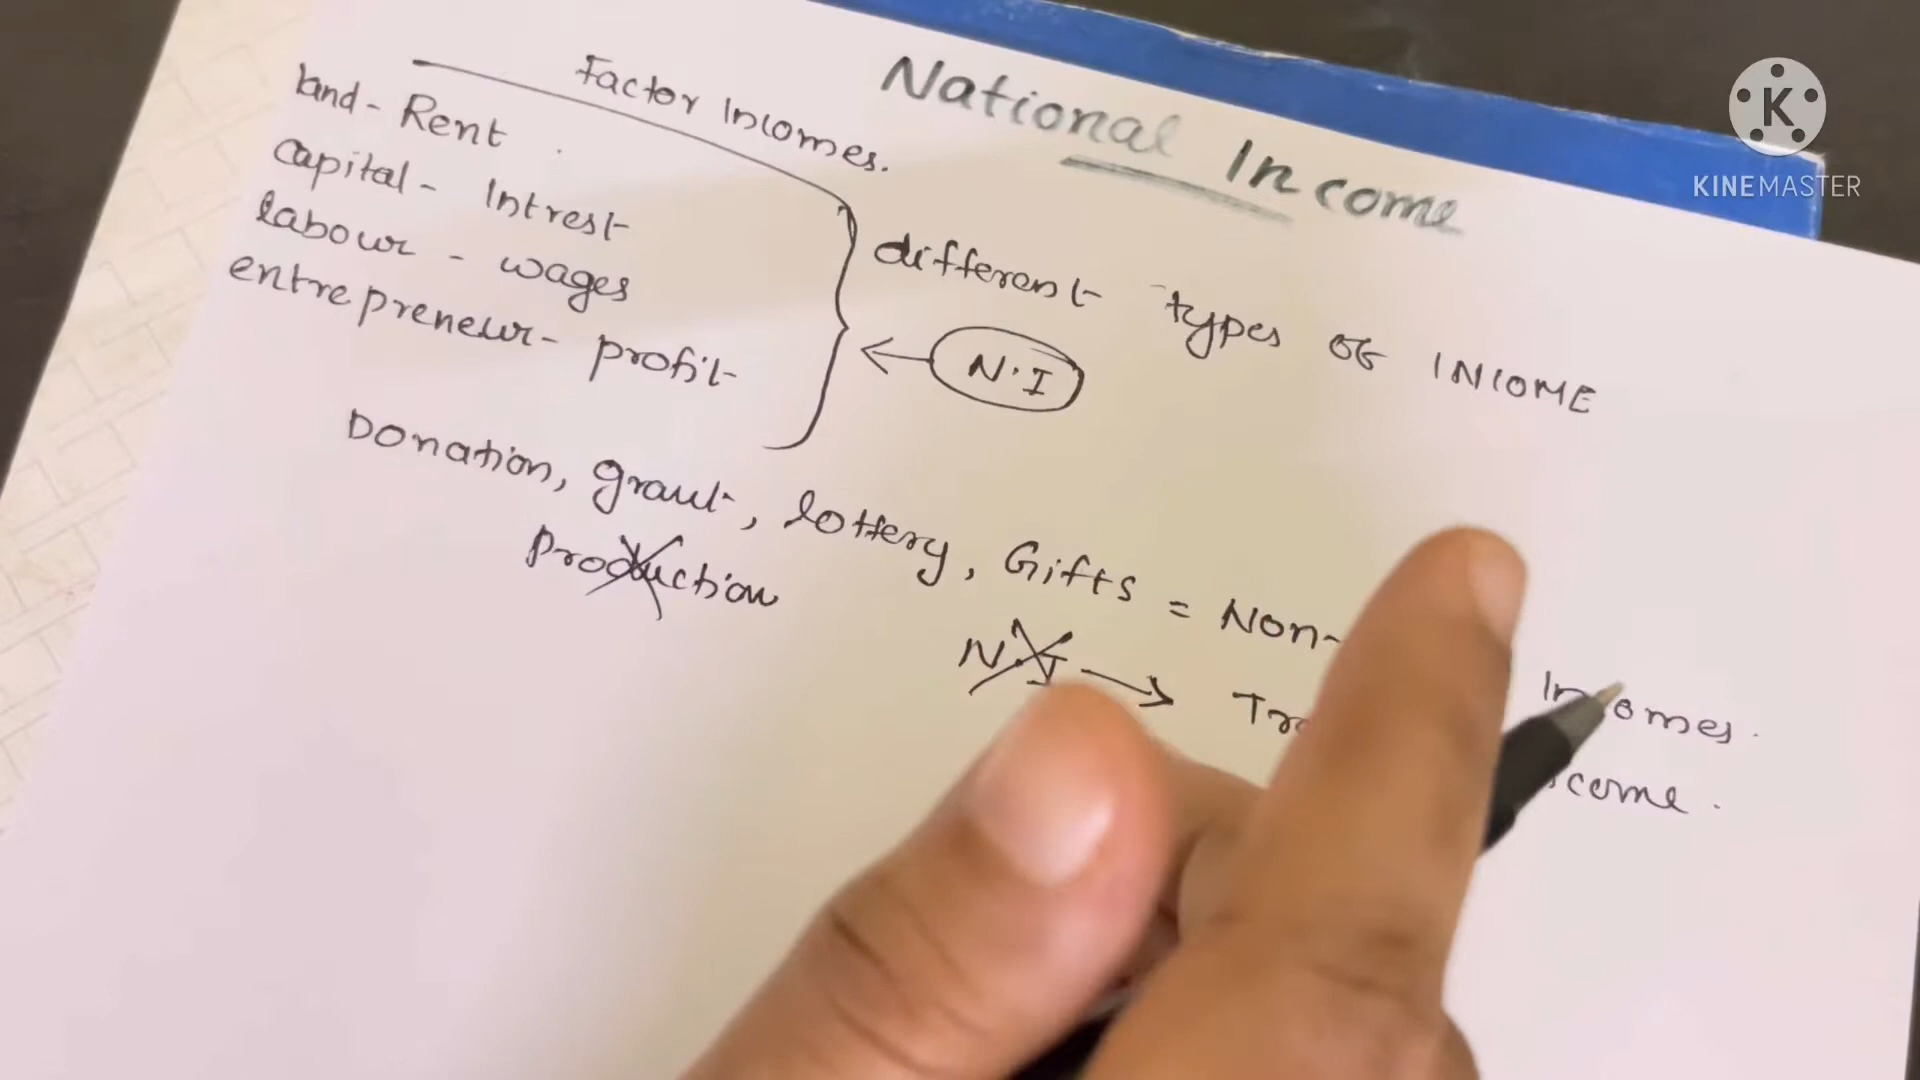 National Income
Factor Incomes.
land - Rent
capital - Intrest
labour - wages
entrepreneur - profit
different types of INCOME
N.I
Donation, grant, lottery, Gifts = Non- Incomes.
Production
N.I →
KINEMASTER